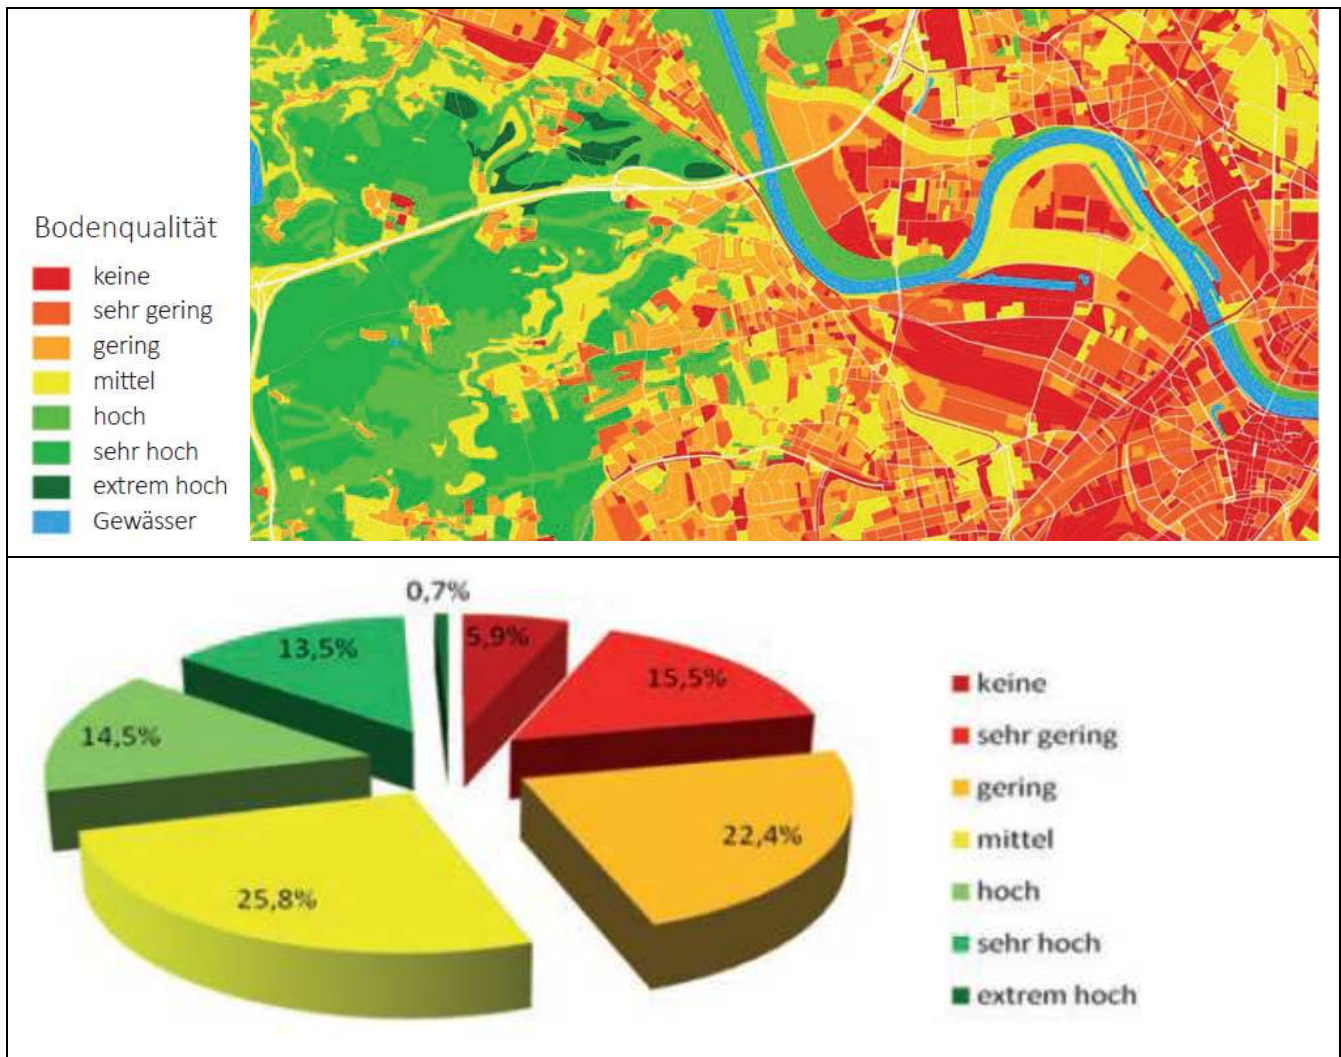 Bodenqualität
keine
sehr gering
gering
mittel
hoch
sehr hoch
extrem hoch
Gewässer
0,7%
5,9%
13,5%
15,5%
14,5%
22,4%
25,8%
keine
sehr gering
gering
mittel
hoch
sehr hoch
extrem hoch